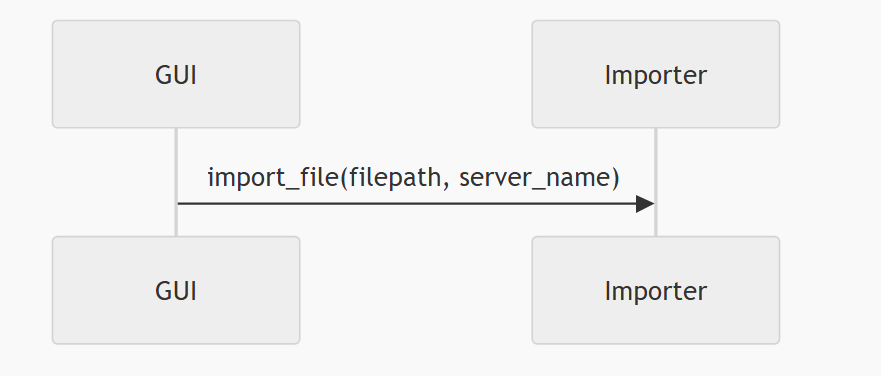 GUI
Importer
import_file(filepath, server_name)
GUI
Importer